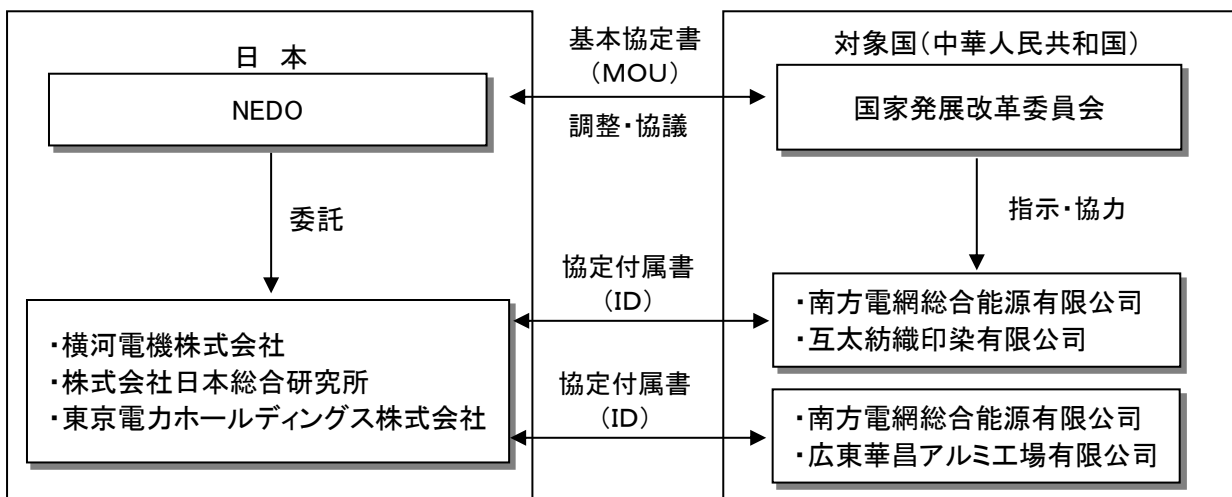 日 本
NEDO
委託
・横河電機株式会社
・株式会社日本総合研究所
・東京電力ホールディングス株式会社
基本協定書
(MOU)
調整・協議
協定付属書
(ID)
協定付属書
(ID)
対象国(中華人民共和国)
国家発展改革委員会
指示・協力
・南方電網総合能源有限公司
・互太紡織印染有限公司
・南方電網総合能源有限公司
・広東華昌アルミ工場有限公司